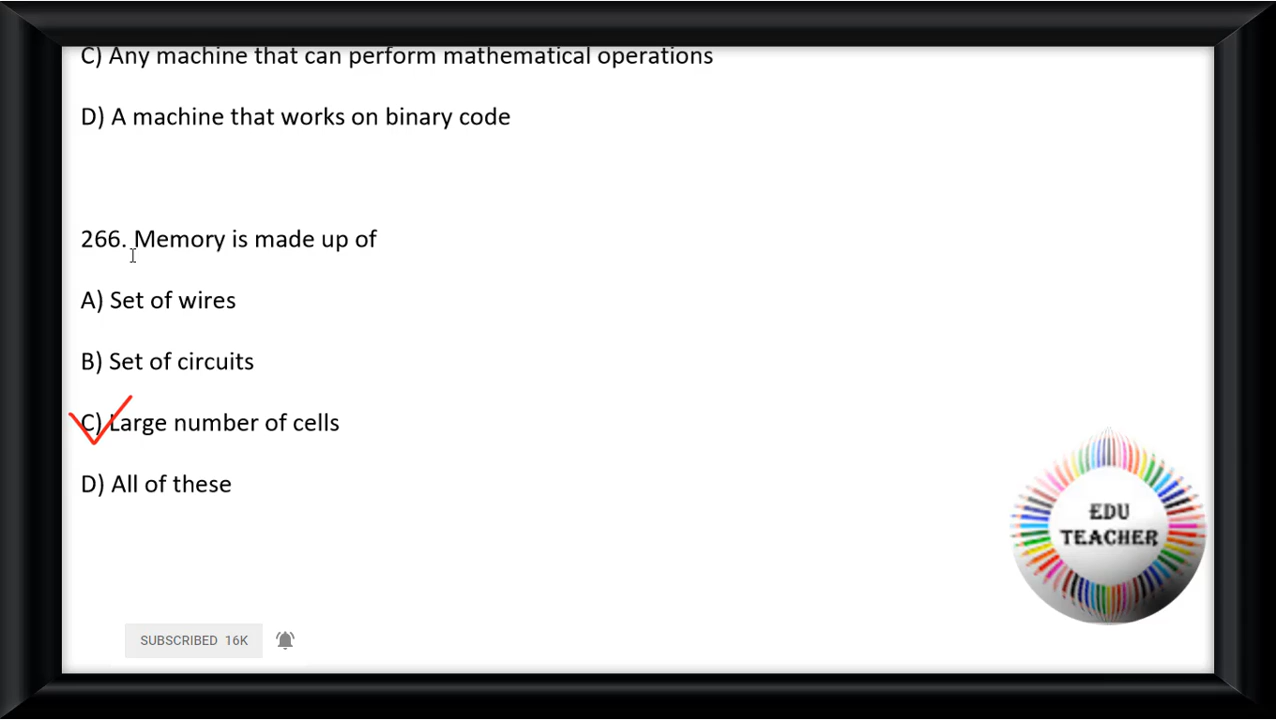 C) Any machine that can perform mathematical operations
D) A machine that works on binary code
266. Memory is made up of
A) Set of wires
B) Set of circuits
C) Large number of cells
D) All of these
EDU
TEACHER
SUBSCRIBED 16K